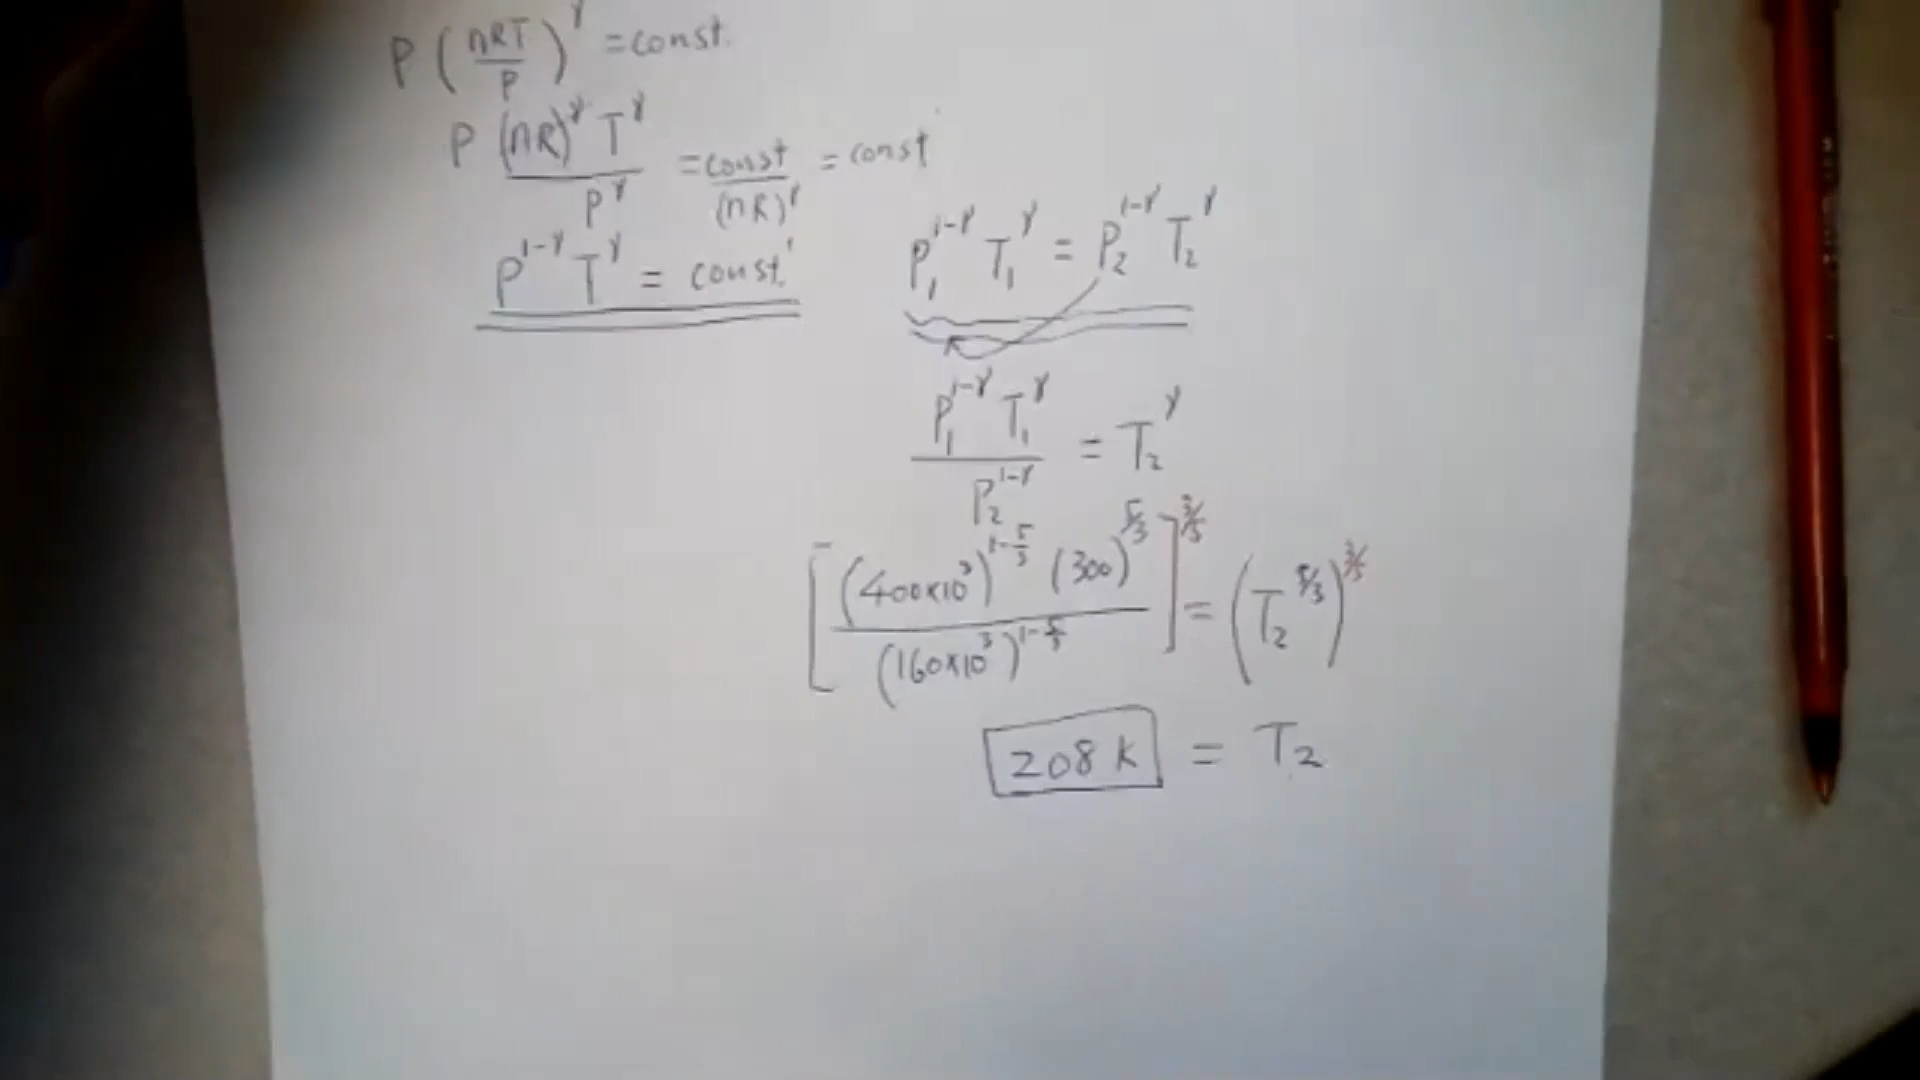 P (nRT/P)^γ = const.
P (nR)^γ T^γ / P^γ = const / (nR)^γ = const
P^1-γ T^γ = const.'
P₁^1-γ T₁^γ = P₂^1-γ T₂^γ
P₁^1-γ T₁^γ / P₂^1-γ = T₂^γ
[(400×10³)^1-5/3 (300)^5/3 / (160×10³)^1-5/3]^3/5 = (T₂^5/3)^3/5
208 K = T₂